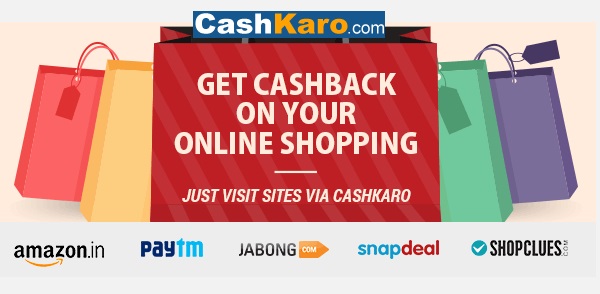 CashKaro.com
GET CASHBACK
ON YOUR
ONLINE SHOPPING
JUST VISIT SITES VIA CASHKARO
amazon.in Paytm JABONG.COM snapdeal SHOPCLUES.COM